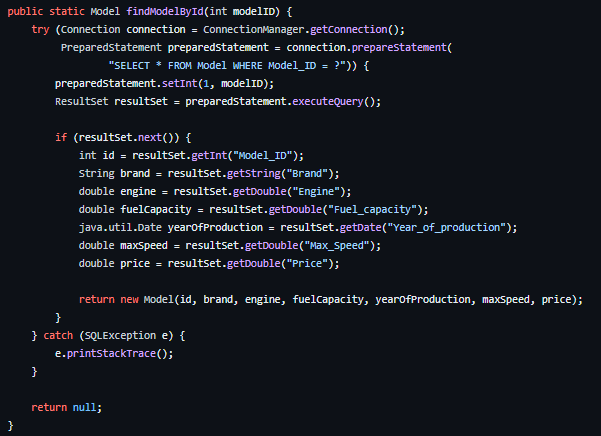 public static Model findModelById(int modelID) {
    try (Connection connection = ConnectionManager.getConnection();
         PreparedStatement preparedStatement = connection.prepareStatement(
                 "SELECT * FROM Model WHERE Model_ID = ?")) {
        preparedStatement.setInt(1, modelID);
        ResultSet resultSet = preparedStatement.executeQuery();

        if (resultSet.next()) {
            int id = resultSet.getInt("Model_ID");
            String brand = resultSet.getString("Brand");
            double engine = resultSet.getDouble("Engine");
            double fuelCapacity = resultSet.getDouble("Fuel_capacity");
            java.util.Date yearOfProduction = resultSet.getDate("Year_of_production");
            double maxSpeed = resultSet.getDouble("Max_Speed");
            double price = resultSet.getDouble("Price");

            return new Model(id, brand, engine, fuelCapacity, yearOfProduction, maxSpeed, price);
        }
    } catch (SQLException e) {
        e.printStackTrace();
    }

    return null;
}